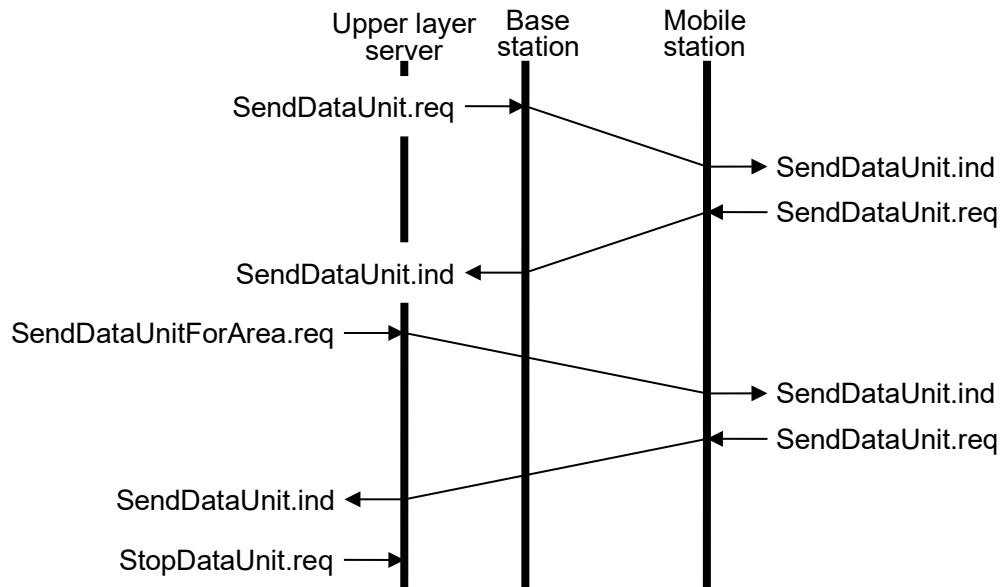 Upper layer
server
Base
station
Mobile
station
SendDataUnit.req
SendDataUnit.ind
SendDataUnit.req
SendDataUnit.ind
SendDataUnitForArea.req
SendDataUnit.ind
SendDataUnit.req
SendDataUnit.ind
StopDataUnit.req